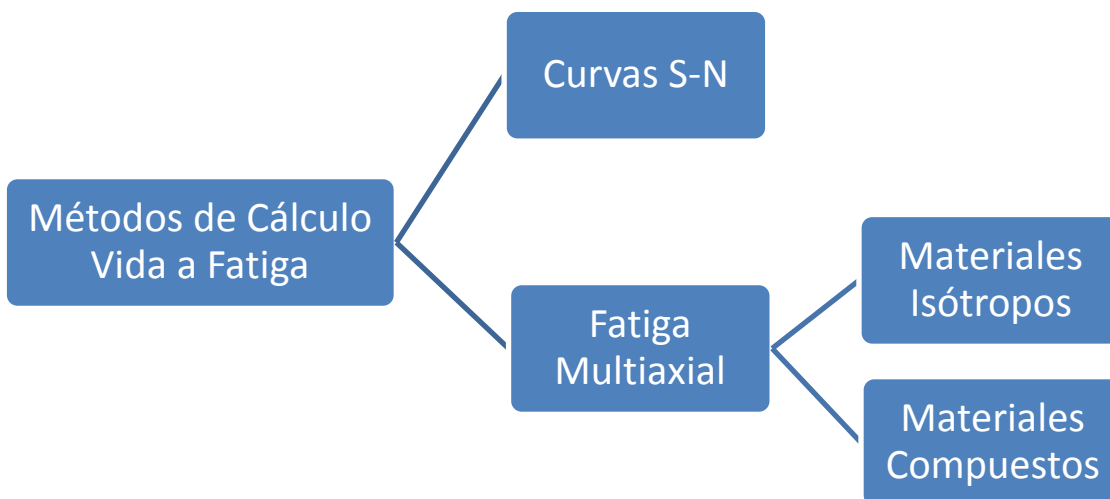 Curvas S-N
Métodos de Cálculo
Vida a Fatiga
Fatiga
Multiaxial
Materiales
Isótropos
Materiales
Compuestos